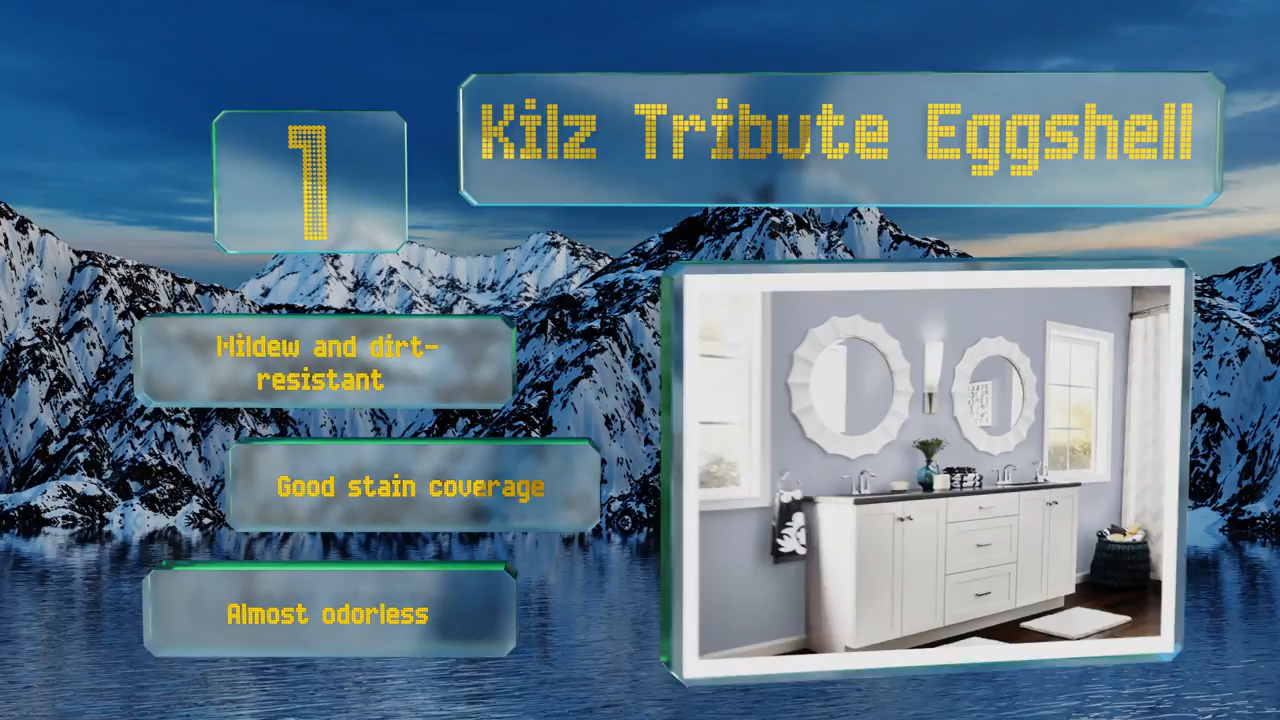 1
Kilz Tribute Eggshell
Mildew and dirt-
resistant
Good stain coverage
Almost odorless